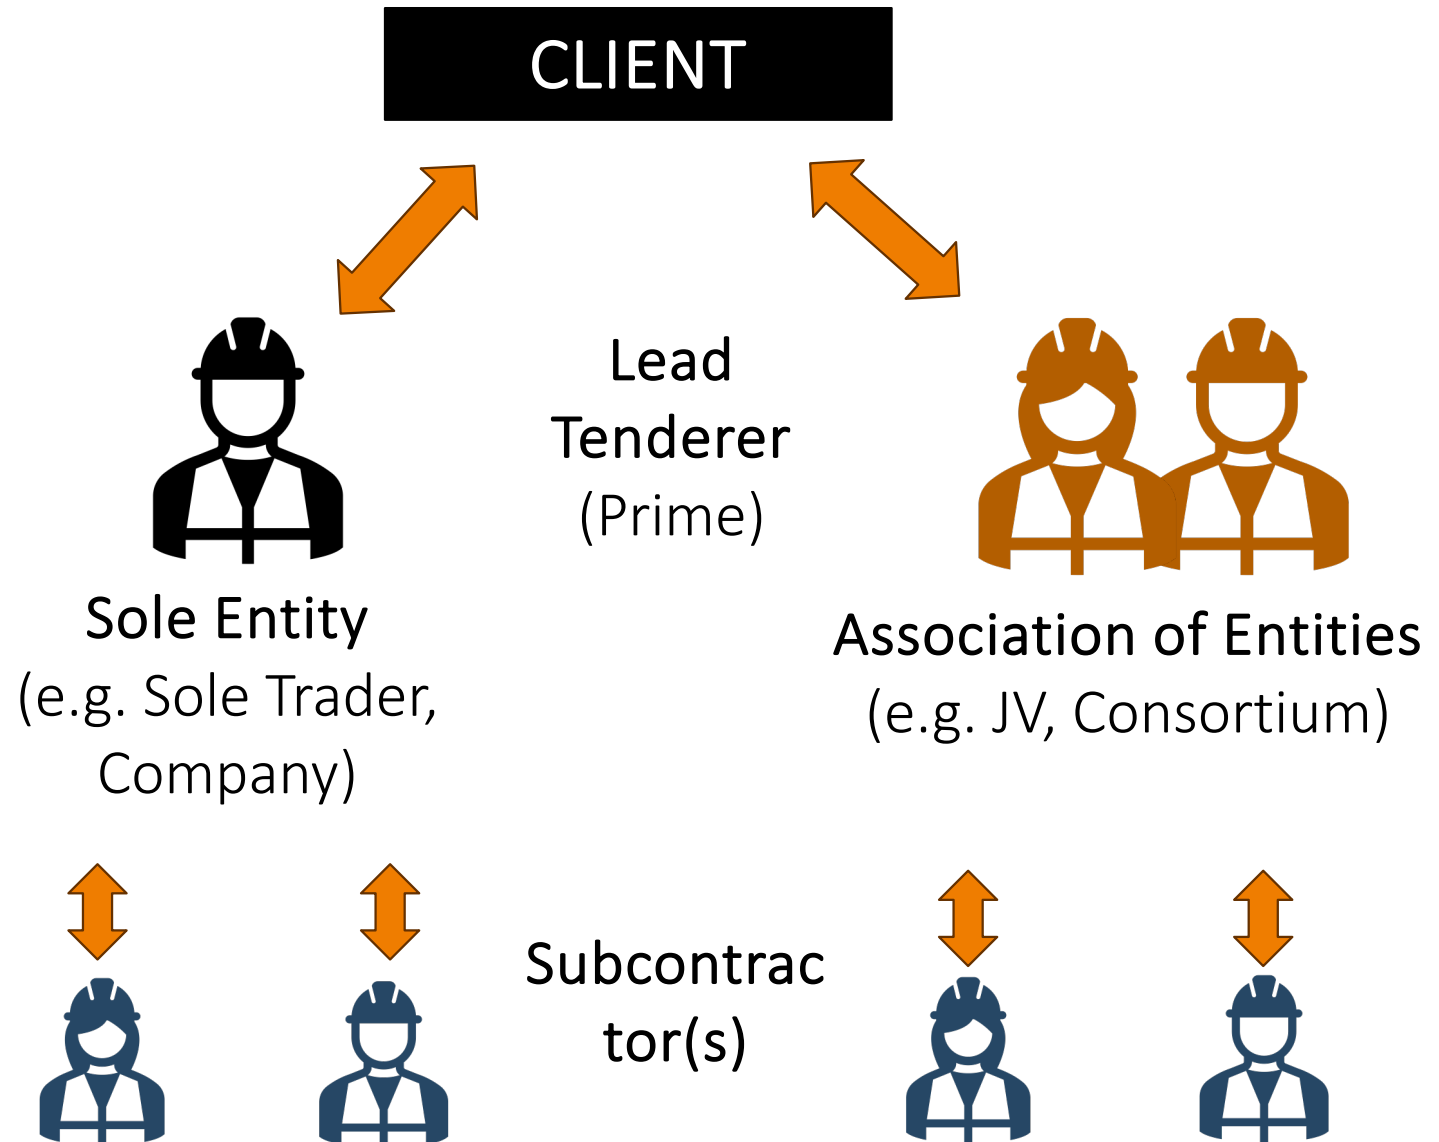 CLIENT
Lead
Tenderer
(Prime)
Sole Entity
(e.g. Sole Trader,
Company)
Association of Entities
(e.g. JV, Consortium)
Subcontrac
tor(s)